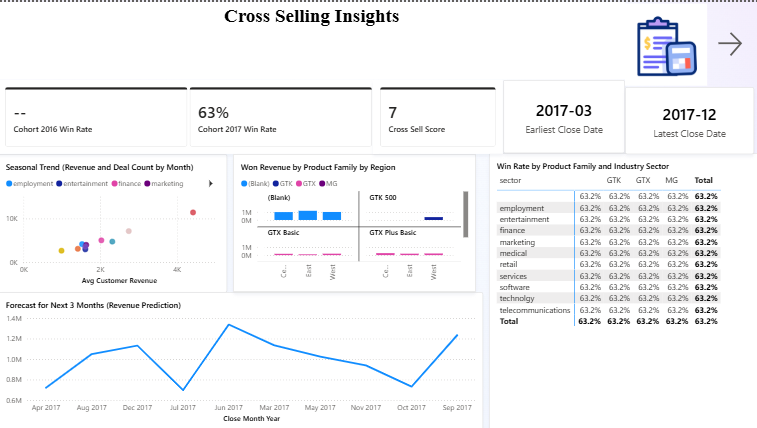 Cross Selling Insights
--
Cohort 2016 Win Rate
63%
Cohort 2017 Win Rate
7
Cross Sell Score
2017-03
Earliest Close Date
2017-12
Latest Close Date
Seasonal Trend (Revenue and Deal Count by Month)
employment entertainment finance marketing
10K
0K
0K 2K 4K
Avg Customer Revenue
Won Revenue by Product Family by Region
(Blank) GTK GTX MG
(Blank) GTK 500
1M
0M
GTX Basic GTX Plus Basic
1M
0M
Ce... East West Ce... East West
Win Rate by Product Family and Industry Sector
sector GTK GTX MG Total
63.2% 63.2% 63.2% 63.2% 63.2%
employment 63.2% 63.2% 63.2% 63.2% 63.2%
entertainment 63.2% 63.2% 63.2% 63.2% 63.2%
finance 63.2% 63.2% 63.2% 63.2% 63.2%
marketing 63.2% 63.2% 63.2% 63.2% 63.2%
medical 63.2% 63.2% 63.2% 63.2% 63.2%
retail 63.2% 63.2% 63.2% 63.2% 63.2%
services 63.2% 63.2% 63.2% 63.2% 63.2%
software 63.2% 63.2% 63.2% 63.2% 63.2%
technolgy 63.2% 63.2% 63.2% 63.2% 63.2%
telecommunications 63.2% 63.2% 63.2% 63.2% 63.2%
Total 63.2% 63.2% 63.2% 63.2% 63.2%
Forecast for Next 3 Months (Revenue Prediction)
1.4M
1.2M
1.0M
0.8M
0.6M
Apr 2017 Aug 2017 Dec 2017 Jul 2017 Jun 2017 Mar 2017 May 2017 Nov 2017 Oct 2017 Sep 2017
Close Month Year